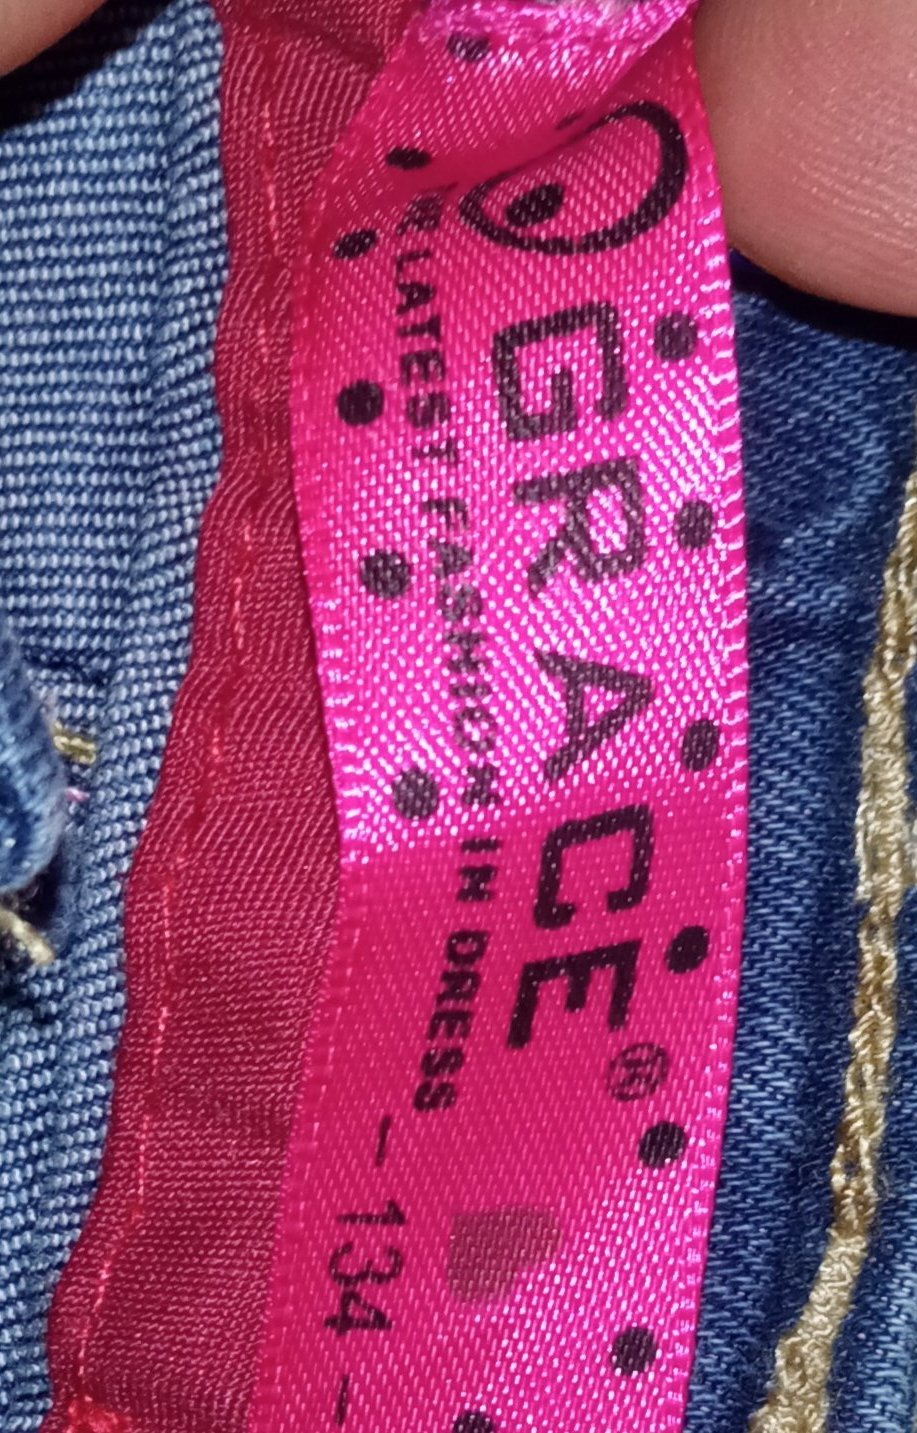 GRACE®
LATEST FASHION IN DRESS
– 134 –